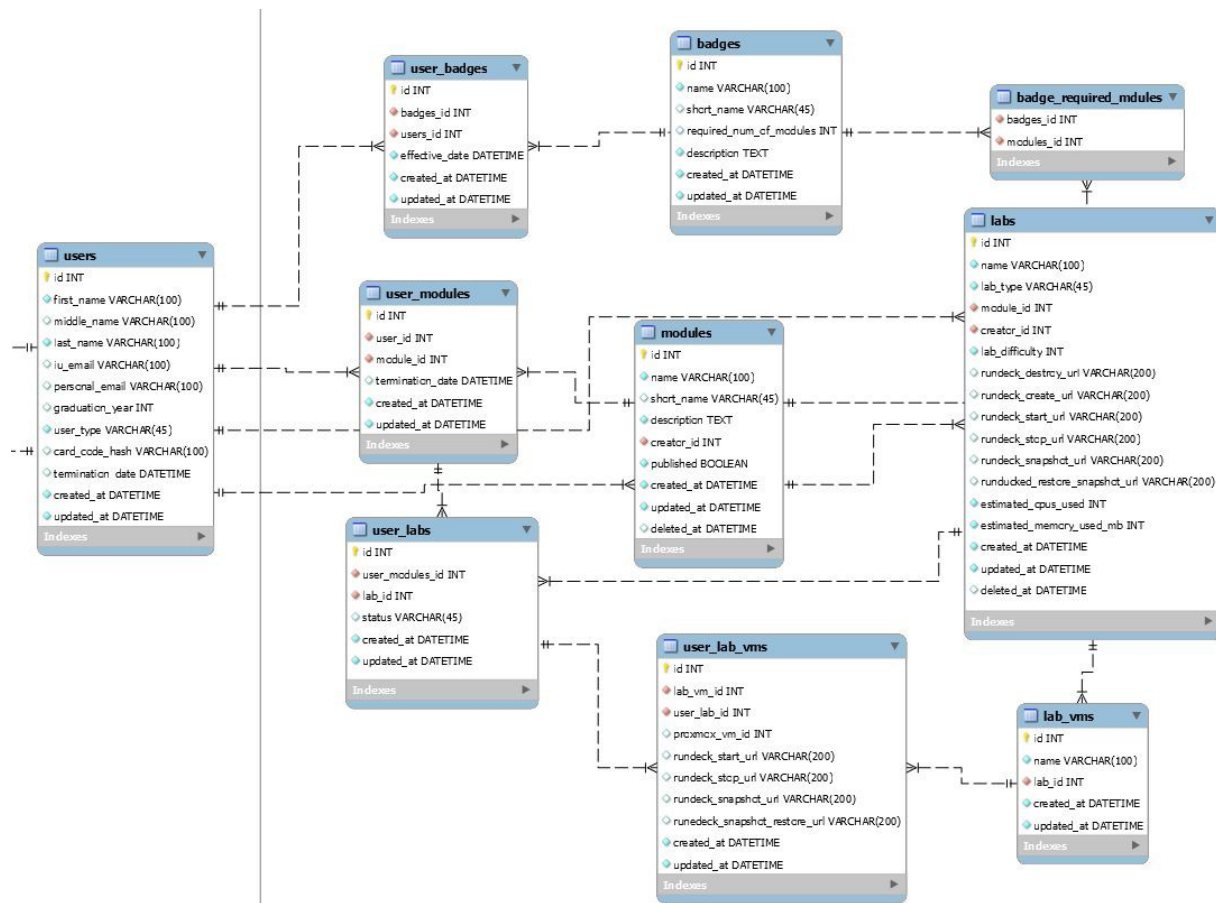 users
id INT
first_name VARCHAR(100)
middle_name VARCHAR(100)
last_name VARCHAR(100)
iu_email VARCHAR(100)
personal_email VARCHAR(100)
graduation_year INT
user_type VARCHAR(45)
card_code_hash VARCHAR(100)
termination_date DATETIME
created_at DATETIME
updated_at DATETIME
Indexes
user_badges
id INT
badges_id INT
users_id INT
effective_date DATETIME
created_at DATETIME
updated_at DATETIME
Indexes
badges
id INT
name VARCHAR(100)
short_name VARCHAR(45)
required_num_of_modules INT
description TEXT
created_at DATETIME
updated_at DATETIME
Indexes
badge_required_mdules
badges_id INT
modules_id INT
Indexes
user_modules
id INT
user_id INT
module_id INT
termination_date DATETIME
created_at DATETIME
updated_at DATETIME
Indexes
modules
id INT
name VARCHAR(100)
short_name VARCHAR(45)
description TEXT
creator_id INT
published BOOLEAN
created_at DATETIME
updated_at DATETIME
deleted_at DATETIME
Indexes
labs
id INT
name VARCHAR(100)
lab_type VARCHAR(45)
module_id INT
creator_id INT
lab_difficulty INT
rundeck_destroy_url VARCHAR(200)
rundeck_create_url VARCHAR(200)
rundeck_start_url VARCHAR(200)
rundeck_stop_url VARCHAR(200)
rundeck_snapshot_url VARCHAR(200)
runducked_restore_snapshot_url VARCHAR(200)
estimated_cpus_used INT
estimated_memory_used_mb INT
created_at DATETIME
updated_at DATETIME
deleted_at DATETIME
Indexes
user_labs
id INT
user_modules_id INT
lab_id INT
status VARCHAR(45)
created_at DATETIME
updated_at DATETIME
Indexes
user_lab_vms
id INT
lab_vm_id INT
user_lab_id INT
proxmox_vm_id INT
rundeck_start_url VARCHAR(200)
rundeck_stop_url VARCHAR(200)
rundeck_snapshot_url VARCHAR(200)
runedeck_snapshot_restore_url VARCHAR(200)
created_at DATETIME
updated_at DATETIME
Indexes
lab_vms
id INT
name VARCHAR(100)
lab_id INT
created_at DATETIME
updated_at DATETIME
Indexes